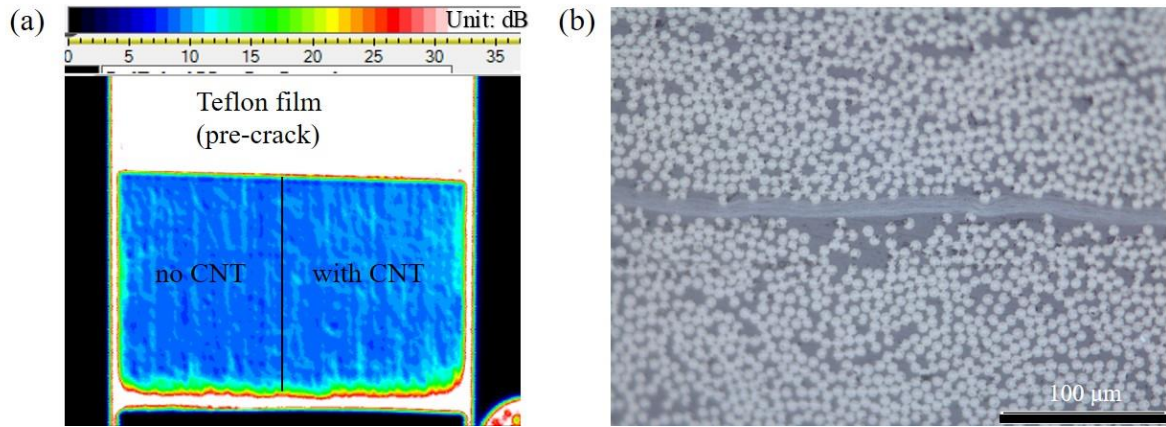 (a)
Unit: dB
0 5 10 15 20 25 30 35
Teflon film
(pre-crack)
no CNT
with CNT
(b)
100 μm